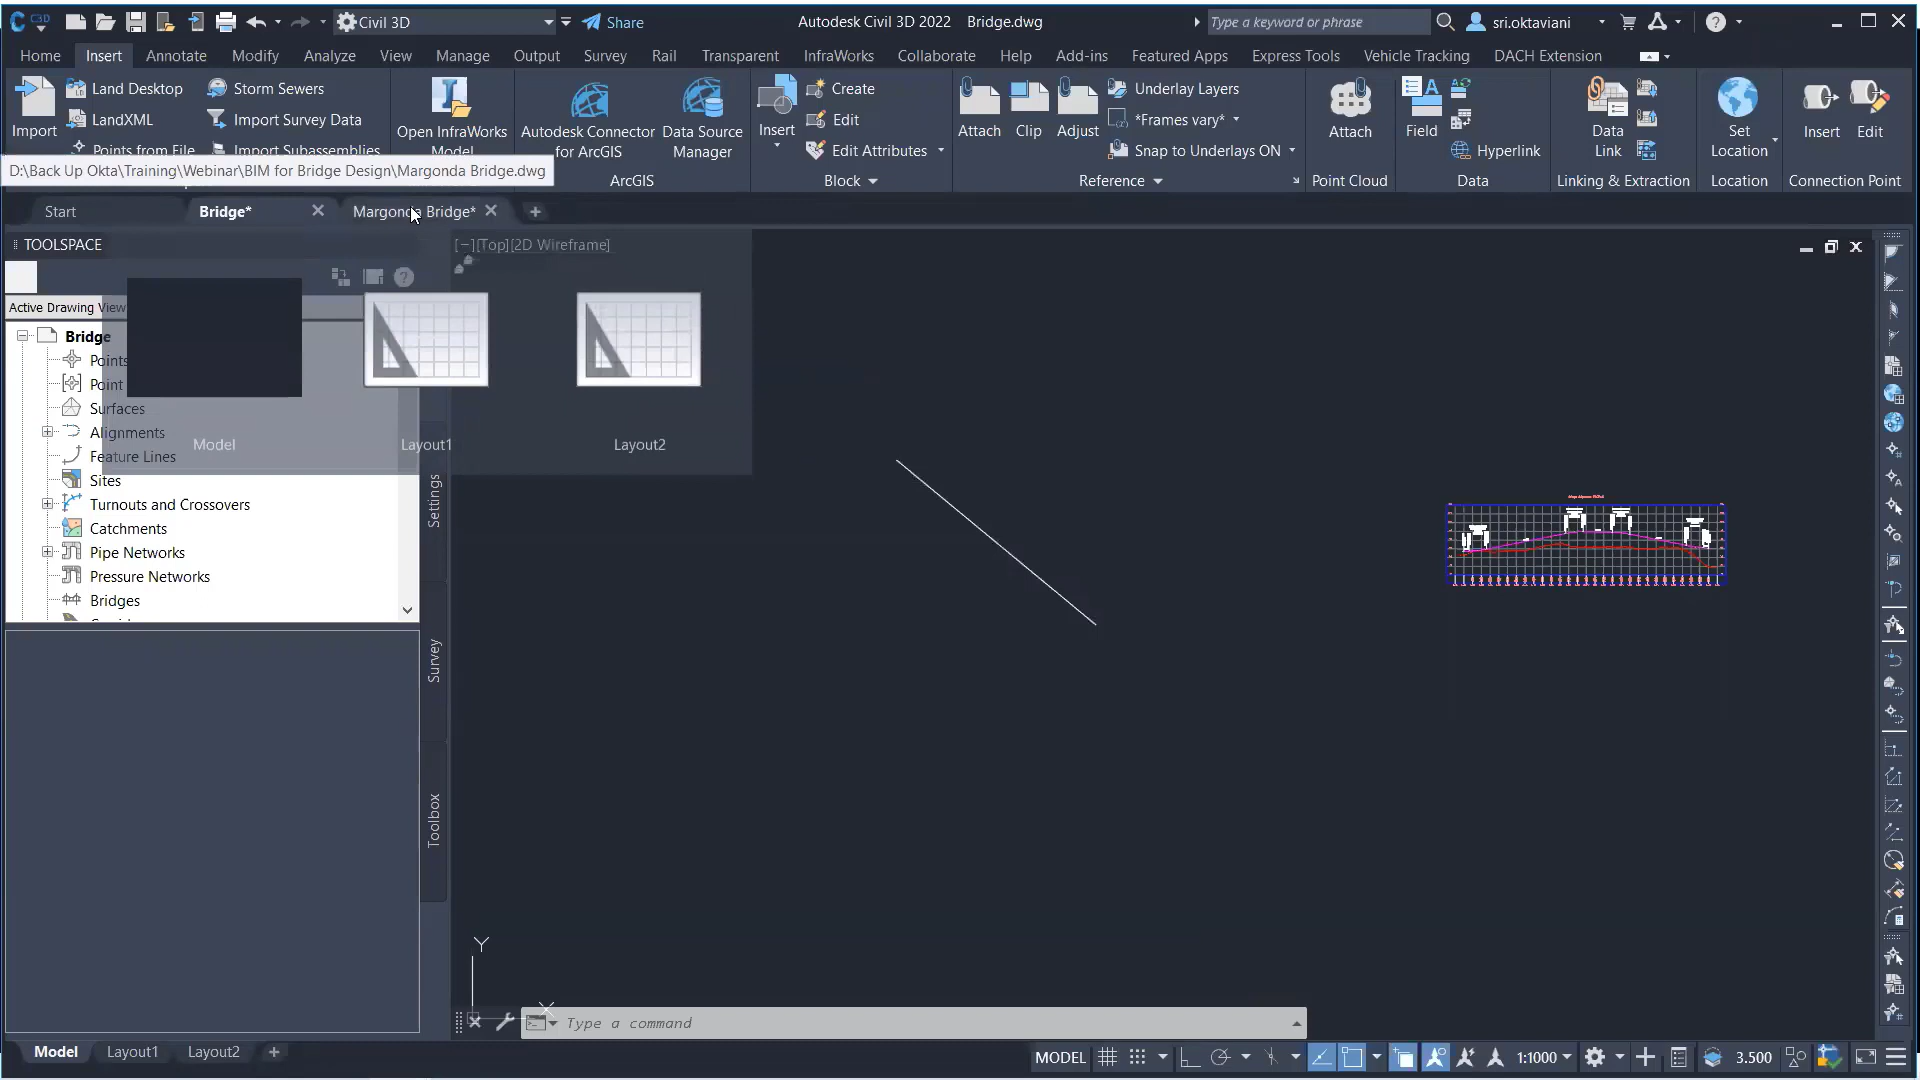 C3D Civil 3D Share Autodesk Civil 3D 2022 Bridge.dwg Type a keyword or phrase sri.oktaviani
Home Insert Annotate Modify Analyze View Manage Output Survey Rail Transparent InfraWorks Collaborate Help Add-ins Featured Apps Express Tools Vehicle Tracking DACH Extension
Land Desktop Storm Sewers Create Underlay Layers
LandXML Import Survey Data Edit *Frames vary*
Import Open InfraWorks Autodesk Connector Data Source Insert Attach Clip Adjust Attach Field Data Set Insert Edit
Points from File Import Subassemblies Model for ArcGIS Manager Edit Attributes Snap to Underlays ON Hyperlink Link Location
D:\Back Up Okta\Training\Webinar\BIM for Bridge Design\Margonda Bridge.dwg
ArcGIS Block Reference Point Cloud Data Linking & Extraction Location Connection Point
Start Bridge* Margonda Bridge*
TOOLSPACE [−][Top][2D Wireframe]
Active Drawing View
Bridge
Points
Point
Surfaces
Alignments
Model Layout1 Layout2
Feature Lines
Sites
Turnouts and Crossovers
Catchments
Pipe Networks
Pressure Networks
Bridges
Settings
Survey
Toolbox
Y
X
Type a command
Model Layout1 Layout2 + MODEL 1:1000 3.500